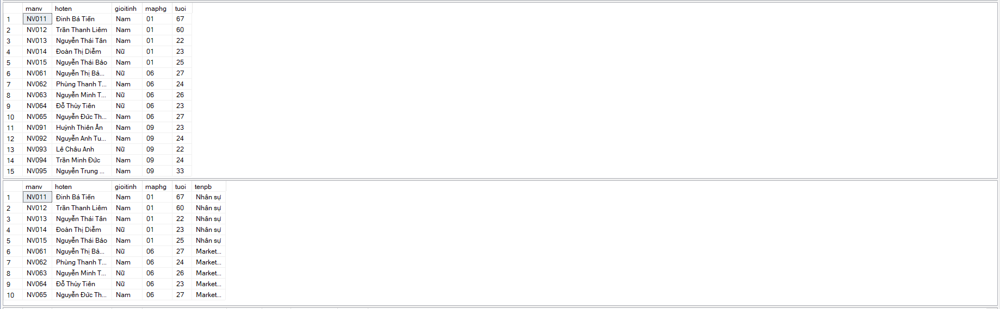 manv hoten gioitinh maphg tuoi
1 NV011 Đinh Bá Tiến Nam 01 67
2 NV012 Trần Thanh Liêm Nam 01 60
3 NV013 Nguyễn Thái Tân Nam 01 22
4 NV014 Đoàn Thị Diễm Nữ 01 23
5 NV015 Nguyễn Thái Bảo Nam 01 25
6 NV061 Nguyễn Thị Bả... Nữ 06 27
7 NV062 Phùng Thanh T... Nam 06 24
8 NV063 Nguyễn Minh T... Nữ 06 26
9 NV064 Đỗ Thùy Tiên Nữ 06 23
10 NV065 Nguyễn Đức Th... Nam 06 27
11 NV091 Huỳnh Thiên Ân Nam 09 23
12 NV092 Nguyễn Anh Tu... Nam 09 24
13 NV093 Lê Châu Anh Nữ 09 22
14 NV094 Trần Minh Đức Nam 09 24
15 NV095 Nguyễn Trung ... Nam 09 33
manv hoten gioitinh maphg tuoi tenpb
1 NV011 Đinh Bá Tiến Nam 01 67 Nhân sự
2 NV012 Trần Thanh Liêm Nam 01 60 Nhân sự
3 NV013 Nguyễn Thái Tân Nam 01 22 Nhân sự
4 NV014 Đoàn Thị Diễm Nữ 01 23 Nhân sự
5 NV015 Nguyễn Thái Bảo Nam 01 25 Nhân sự
6 NV061 Nguyễn Thị Bả... Nữ 06 27 Market...
7 NV062 Phùng Thanh T... Nam 06 24 Market...
8 NV063 Nguyễn Minh T... Nữ 06 26 Market...
9 NV064 Đỗ Thùy Tiên Nữ 06 23 Market...
10 NV065 Nguyễn Đức Th... Nam 06 27 Market...